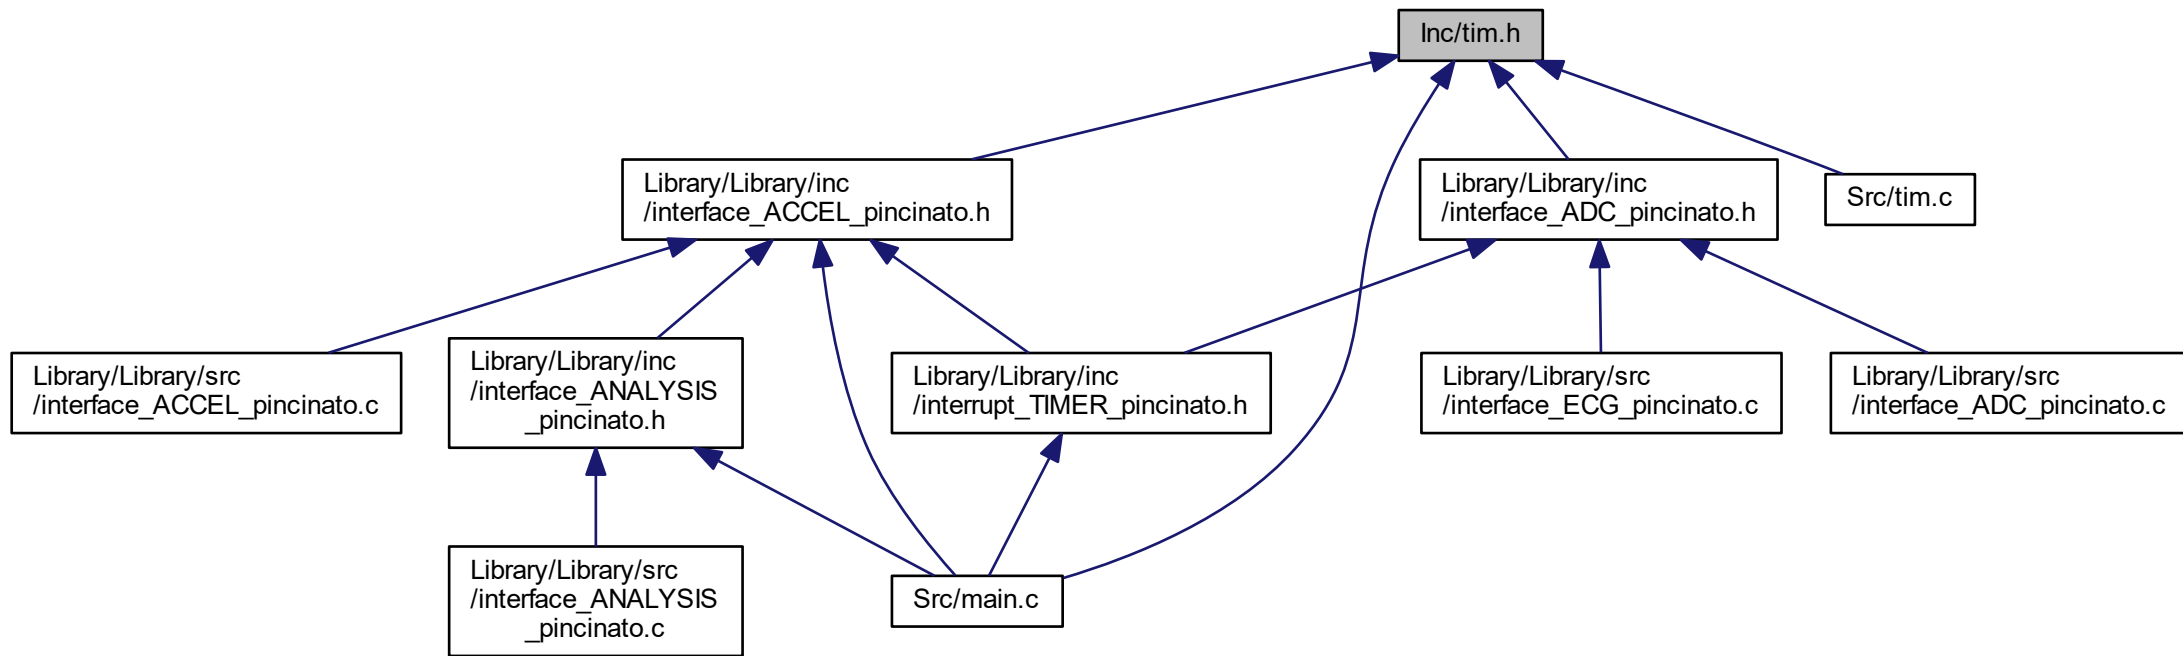 Inc/tim.h
Library/Library/inc
/interface_ACCEL_pincinato.h
Library/Library/inc
/interface_ADC_pincinato.h
Src/tim.c
Library/Library/src
/interface_ACCEL_pincinato.c
Library/Library/inc
/interface_ANALYSIS
_pincinato.h
Library/Library/inc
/interrupt_TIMER_pincinato.h
Library/Library/src
/interface_ECG_pincinato.c
Library/Library/src
/interface_ADC_pincinato.c
Library/Library/src
/interface_ANALYSIS
_pincinato.c
Src/main.c